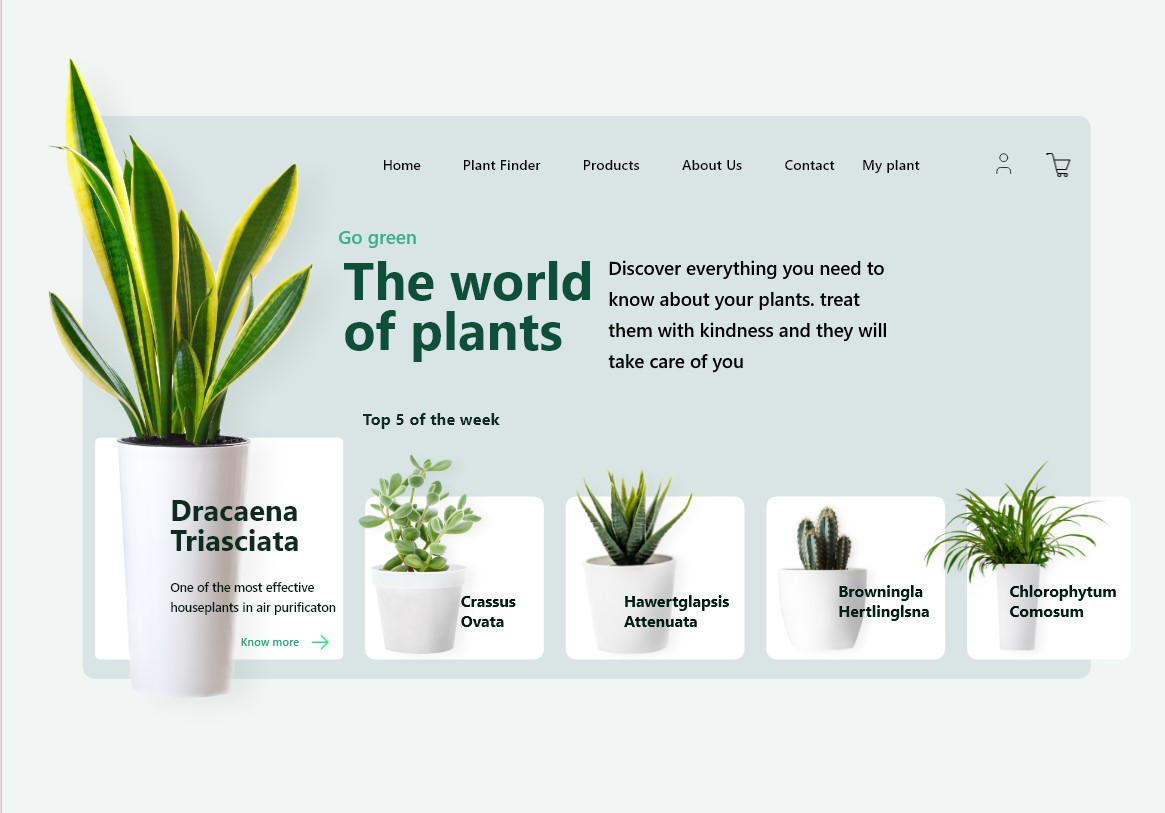 Home Plant Finder Products About Us Contact My plant
Go green
The world
of plants
Discover everything you need to
know about your plants. treat
them with kindness and they will
take care of you
Top 5 of the week
Dracaena
Triasciata
One of the most effective
houseplants in air purificaton
Know more
Crassus
Ovata
Hawertglapsis
Attenuata
Browningla
Hertlinglsna
Chlorophytum
Comosum